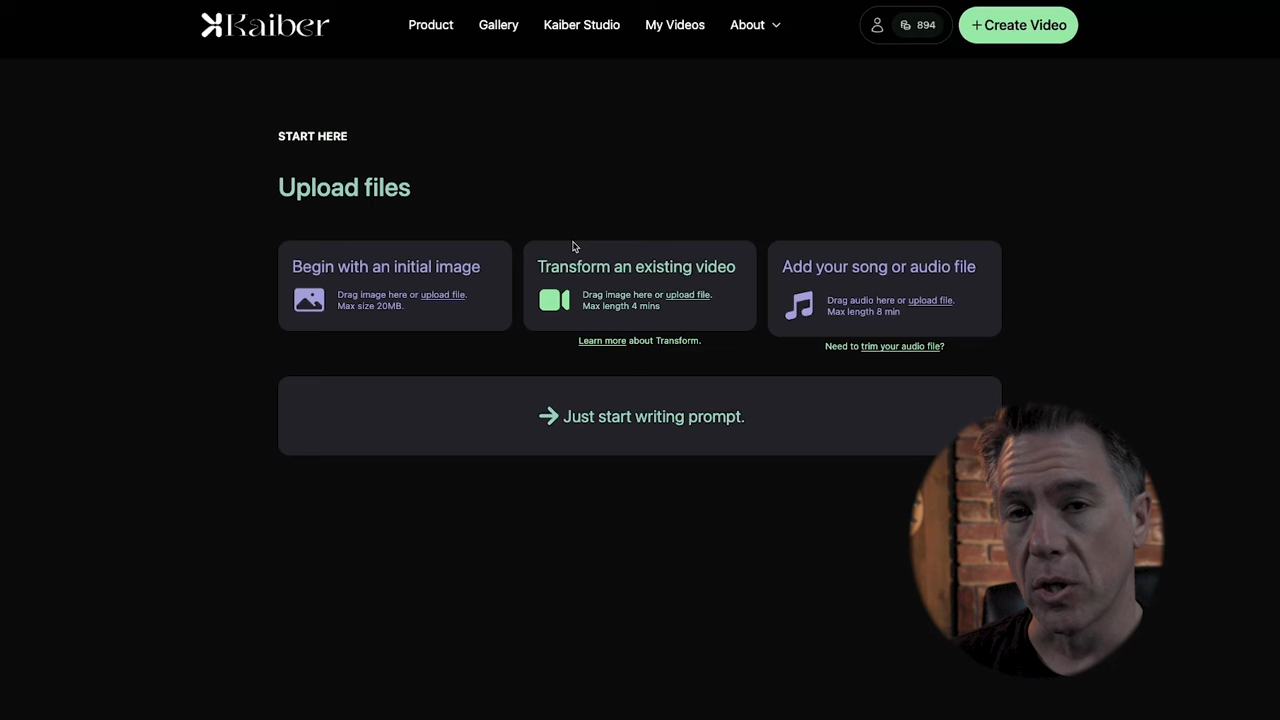 Kaiber
Product
Gallery
Kaiber Studio
My Videos
About
894
+ Create Video
START HERE
Upload files
Begin with an initial image
Drag image here or upload file.
Max size 20MB.
Transform an existing video
Drag image here or upload file.
Max length 4 mins
Learn more about Transform.
Add your song or audio file
Drag audio here or upload file.
Max length 8 min
Need to trim your audio file?
Just start writing prompt.